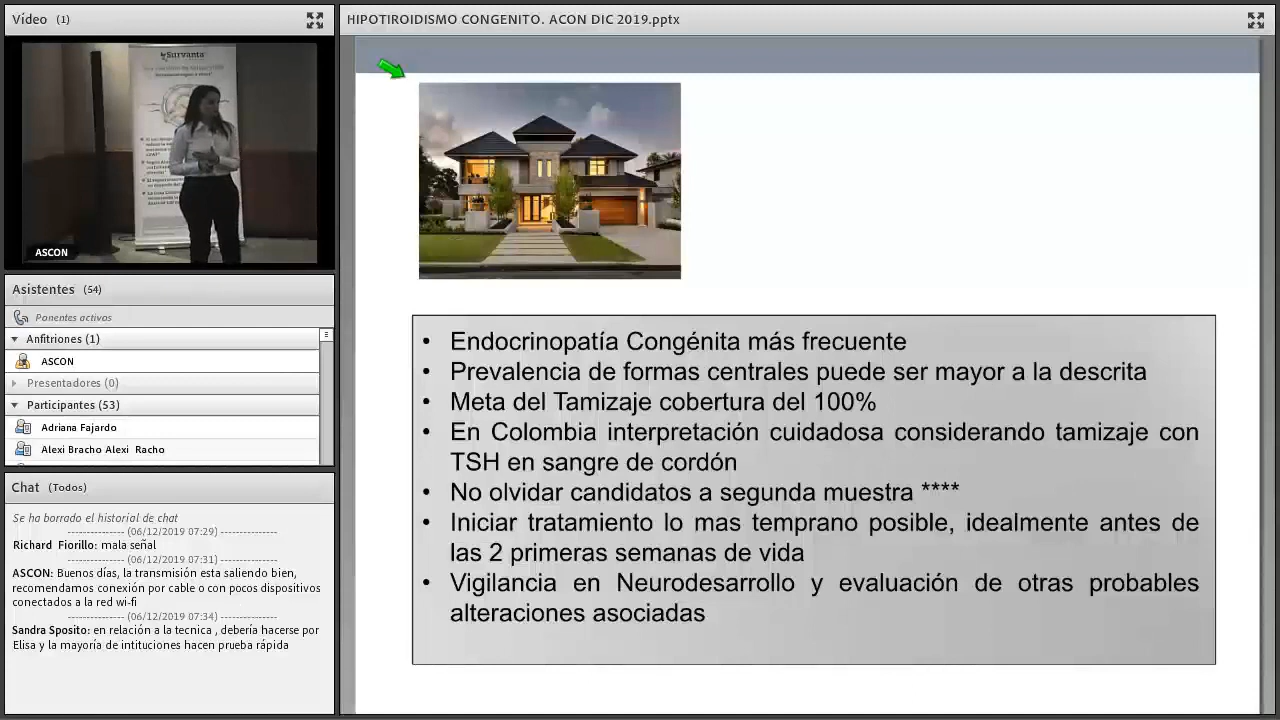 Vídeo (1)
HIPOTIROIDISMO CONGENITO. ACON DIC 2019.pptx
Survanta
ASCON
Asistentes (54)
Ponentes activos
Anfitriones (1)
ASCON
Presentadores (0)
Participantes (53)
Adriana Fajardo
Alexi Bracho Alexi Racho
Chat (Todos)
Se ha borrado el historial de chat
--------------- (06/12/2019 07:29) ------------
Richard Fiorillo: mala señal
--------------- (06/12/2019 07:31) ------------
ASCON: Buenos días, la transmisión esta saliendo bien,
recomendamos conexión por cable o con pocos dispositivos
conectados a la red wi-fi
--------------- (06/12/2019 07:34) ------------
Sandra Sposito: en relación a la tecnica , debería hacerse por
Elisa y la mayoría de intituciones hacen prueba rápida
• Endocrinopatía Congénita más frecuente
• Prevalencia de formas centrales puede ser mayor a la descrita
• Meta del Tamizaje cobertura del 100%
• En Colombia interpretación cuidadosa considerando tamizaje con
TSH en sangre de cordón
• No olvidar candidatos a segunda muestra ****
• Iniciar tratamiento lo mas temprano posible, idealmente antes de
las 2 primeras semanas de vida
• Vigilancia en Neurodesarrollo y evaluación de otras probables
alteraciones asociadas